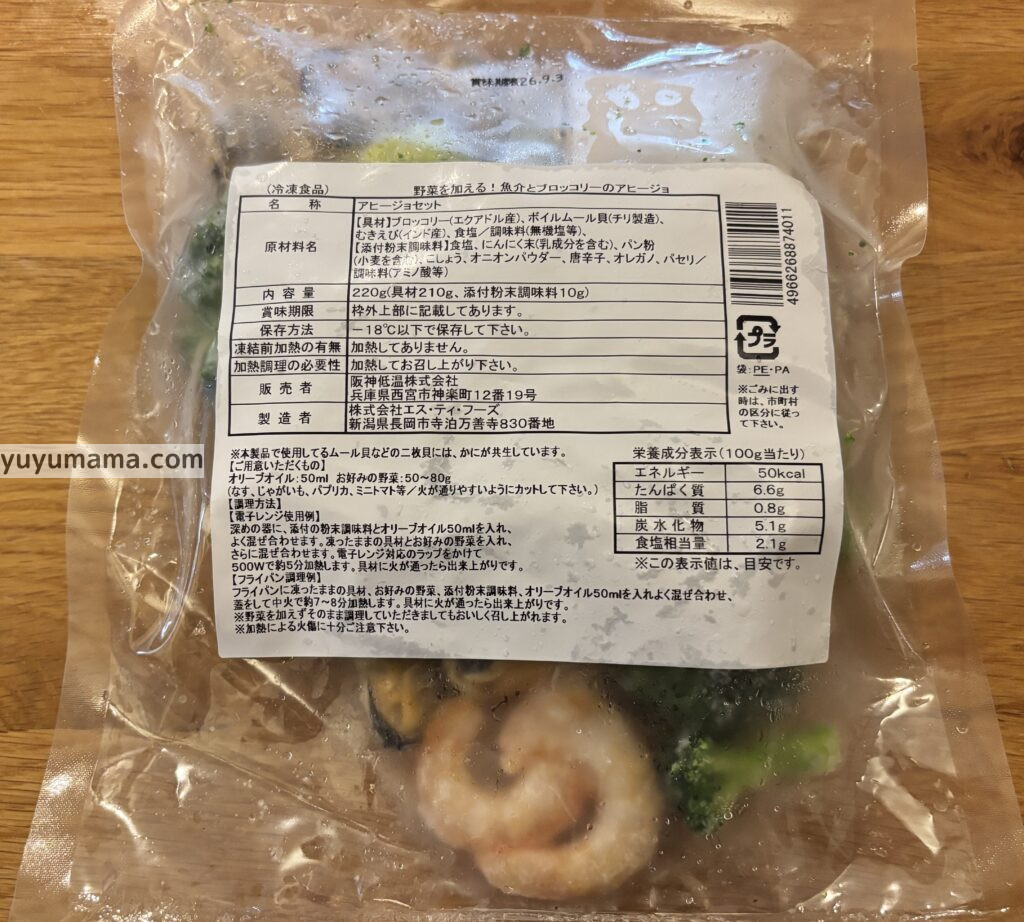 賞味期限26.9.3
(冷凍食品) 野菜を加える!魚介とブロッコリーのアヒージョ
名 称 アヒージョセット
原材料名 【具材】ブロッコリー(エクアドル産)、ボイルムール貝(チリ製造)、
むきえび(インド産)、食塩/調味料(無機塩等)、
【添付粉末調味料】食塩、にんにく末(乳成分を含む)、パン粉
(小麦を含む)、こしょう、オニオンパウダー、唐辛子、オレガノ、パセリ/
調味料(アミノ酸等)
内容量 220g(具材210g、添付粉末調味料10g)
賞味期限 枠外上部に記載してあります。
保存方法 -18℃以下で保存して下さい。
凍結前加熱の有無 加熱してありません。
加熱調理の必要性 加熱してお召し上がり下さい。
販売者 阪神低温株式会社
兵庫県西宮市神楽町12番19号
製造者 株式会社エス・ティ・フーズ
新潟県長岡市寺泊万善寺830番地
4966268874011
プラ
袋:PE・PA
※ごみに出す
時は、市町村
の区分に従っ
て下さい。
※本製品で使用してるムール貝などの二枚貝には、かにが共生しています。
【ご用意いただくもの】
オリーブオイル:50ml お好みの野菜:50~80g
(なす、じゃがいも、パプリカ、ミニトマト等/火が通りやすいようにカットして下さい。)
【調理方法】
【電子レンジ使用例】
深めの器に、添付の粉末調味料とオリーブオイル50mlを入れ、
よく混ぜ合わせます。凍ったままの具材とお好みの野菜を入れ、
さらに混ぜ合わせます。電子レンジ対応のラップをかけて
500Wで約5分加熱します。具材に火が通ったら出来上がりです。
【フライパン調理例】
フライパンに凍ったままの具材、お好みの野菜、添付粉末調味料、オリーブオイル50mlを入れよく混ぜ合わせ、
蓋をして中火で約7~8分加熱します。具材に火が通ったら出来上がりです。
※野菜を加えずそのまま調理していただきましてもおいしく召し上がれます。
※加熱による火傷に十分ご注意下さい。
栄養成分表示(100g当たり)
エネルギー 50kcal
たんぱく質 6.6g
脂 質 0.8g
炭水化物 5.1g
食塩相当量 2.1g
※この表示値は、目安です。
yuyumama.com